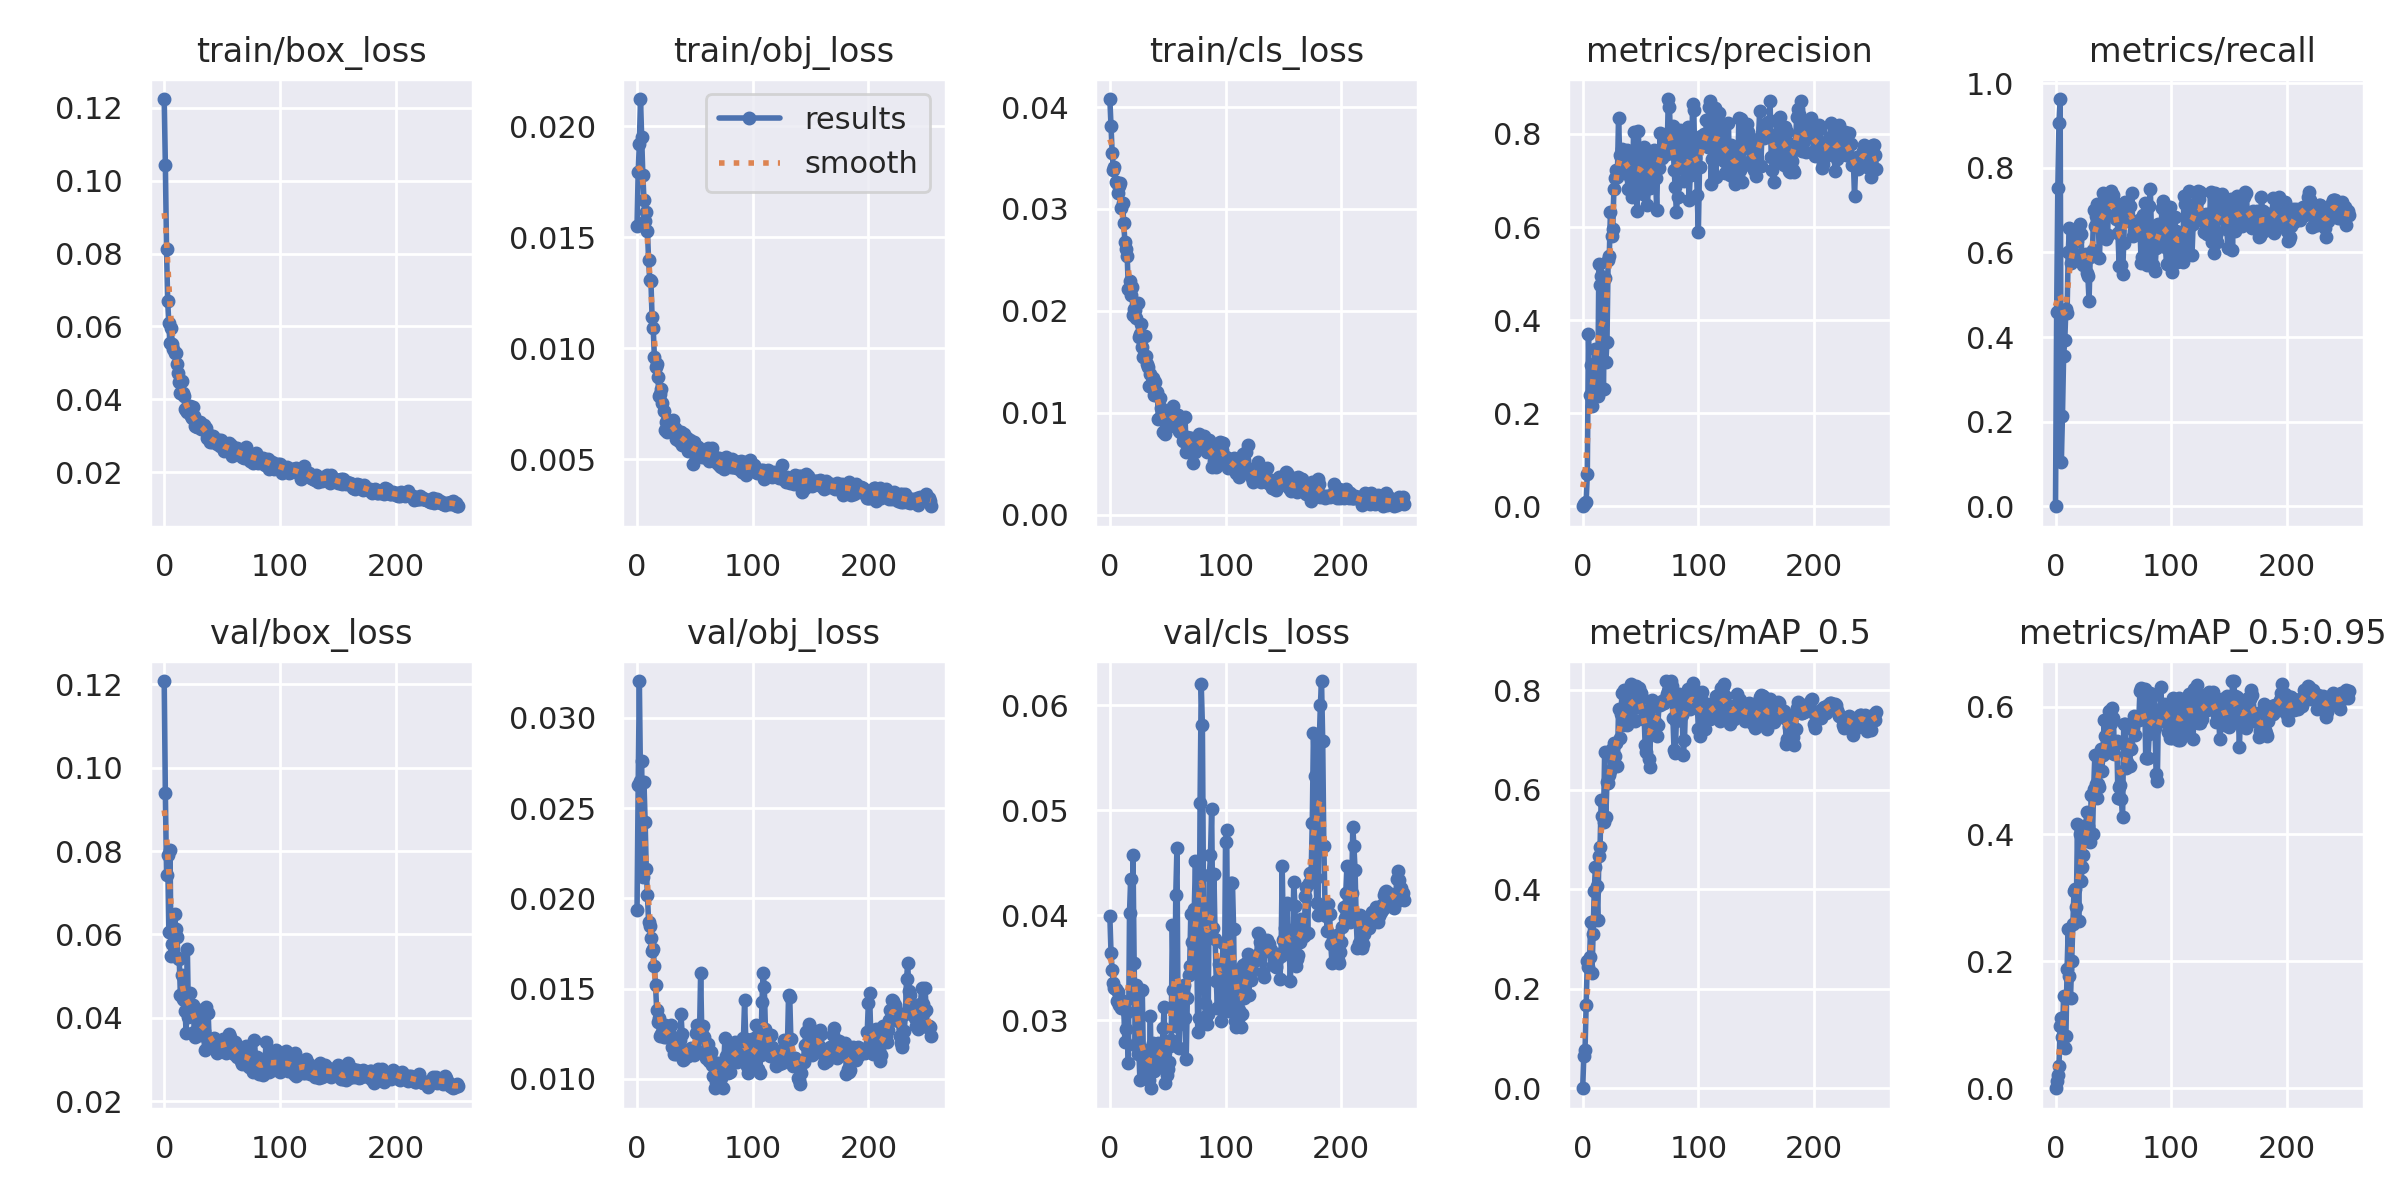 train/box_loss
0.12
0.10
0.08
0.06
0.04
0.02
0 100 200
train/obj_loss
results
smooth
0.020
0.015
0.010
0.005
0 100 200
train/cls_loss
0.04
0.03
0.02
0.01
0.00
0 100 200
metrics/precision
0.8
0.6
0.4
0.2
0.0
0 100 200
metrics/recall
1.0
0.8
0.6
0.4
0.2
0.0
0 100 200
val/box_loss
0.12
0.10
0.08
0.06
0.04
0.02
0 100 200
val/obj_loss
0.030
0.025
0.020
0.015
0.010
0 100 200
val/cls_loss
0.06
0.05
0.04
0.03
0 100 200
metrics/mAP_0.5
0.8
0.6
0.4
0.2
0.0
0 100 200
metrics/mAP_0.5:0.95
0.6
0.4
0.2
0.0
0 100 200